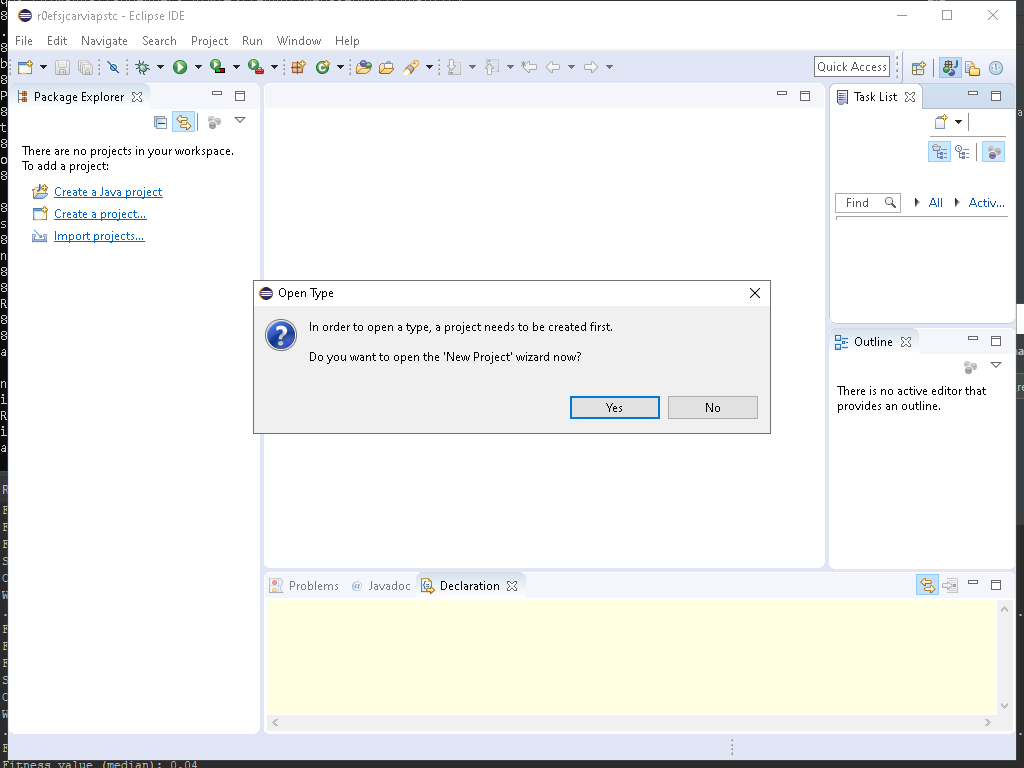 r0efsjcarviapstc - Eclipse IDE
File Edit Navigate Search Project Run Window Help
Quick Access
Package Explorer
There are no projects in your workspace.
To add a project:
Create a Java project
Create a project...
Import projects...
Task List
Find
All
Activ...
Open Type
In order to open a type, a project needs to be created first.
Do you want to open the 'New Project' wizard now?
Yes
No
Outline
There is no active editor that
provides an outline.
Problems
@ Javadoc
Declaration
Fitness value (median): 0.04